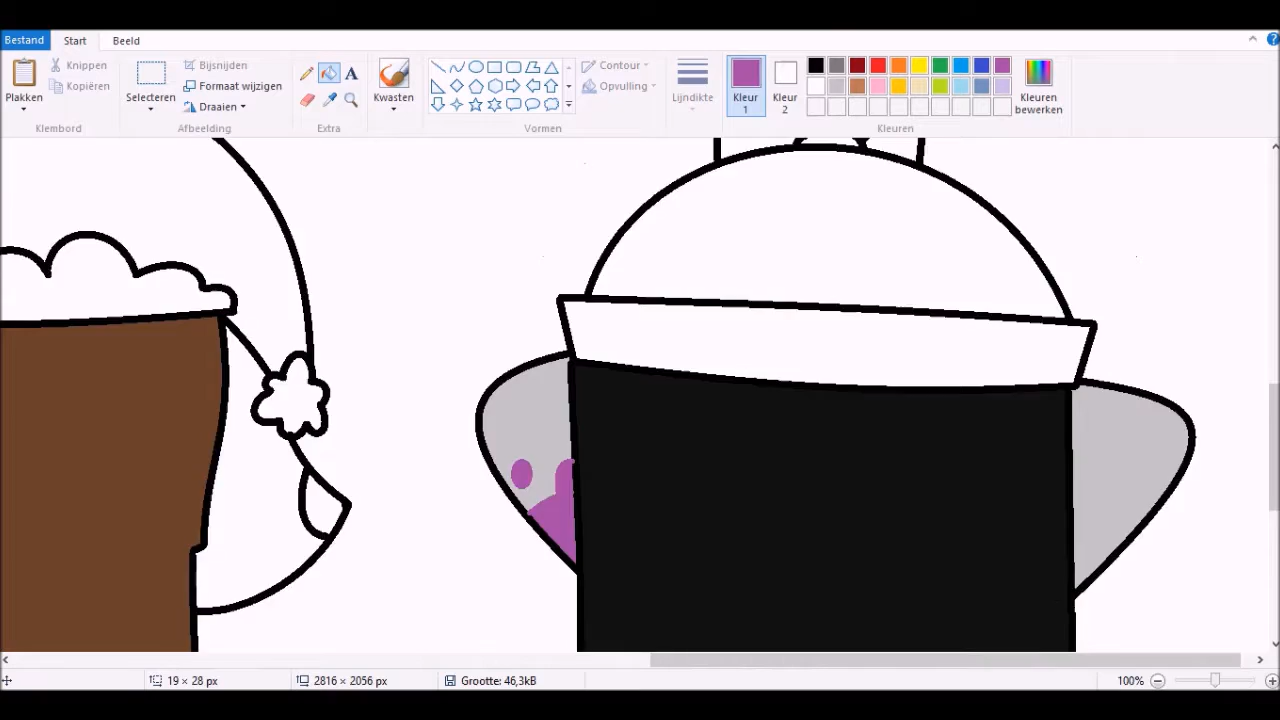 Bestand Start Beeld
Plakken
Knippen
Kopiëren
Klembord
Selecteren
Bijsnijden
Formaat wijzigen
Draaien
Afbeelding
A
Extra
Kwasten
Contour
Opvulling
Vormen
Lijndikte
Kleur 1
Kleur 2
Kleuren bewerken
Kleuren
19 × 28 px 2816 × 2056 px Grootte: 46,3kB 100%